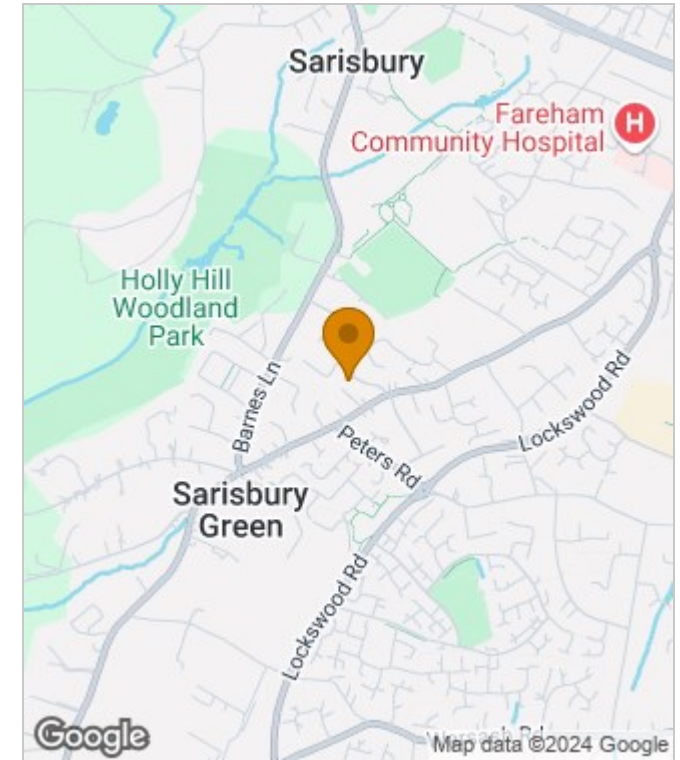 Sarisbury
Fareham
Community Hospital
H
Holly Hill
Woodland
Park
Barnes Ln
Lockswood Rd
Peters Rd
Sarisbury
Green
Lockswood Rd
Google
Map data ©2024 Google